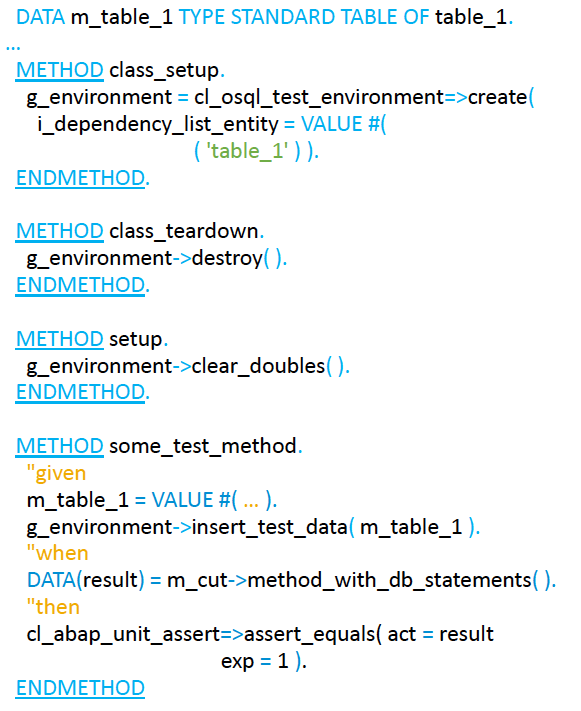 DATA m_table_1 TYPE STANDARD TABLE OF table_1.
...
METHOD class_setup.
g_environment = cl_osql_test_environment=>create(
i_dependency_list_entity = VALUE #(
( 'table_1' ) ).
ENDMETHOD.
METHOD class_teardown.
g_environment->destroy( ).
ENDMETHOD.
METHOD setup.
g_environment->clear_doubles( ).
ENDMETHOD.
METHOD some_test_method.
"given
m_table_1 = VALUE #( ... ).
g_environment->insert_test_data( m_table_1 ).
"when
DATA(result) = m_cut->method_with_db_statements( ).
"then
cl_abap_unit_assert=>assert_equals( act = result
exp = 1 ).
ENDMETHOD